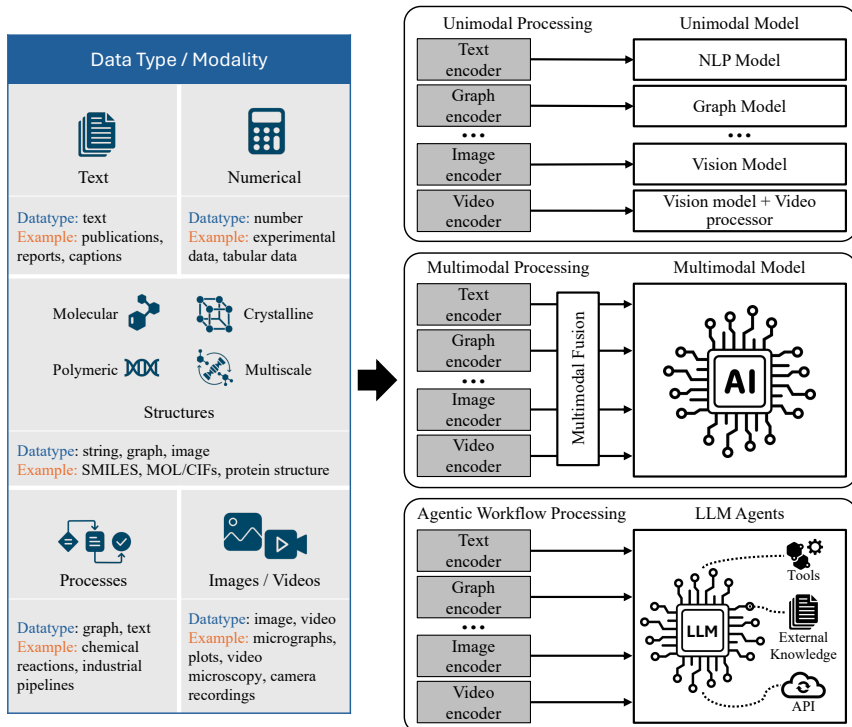 Data Type / Modality
Text
Numerical
Datatype: text
Example: publications,
reports, captions
Datatype: number
Example: experimental
data, tabular data
Molecular
Crystalline
Polymeric
Multiscale
Structures
Datatype: string, graph, image
Example: SMILES, MOL/CIFs, protein structure
Processes
Images / Videos
Datatype: graph, text
Example: chemical
reactions, industrial
pipelines
Datatype: image, video
Example: micrographs,
plots, video
microscopy, camera
recordings
Unimodal Processing
Unimodal Model
Text
encoder
NLP Model
Graph
encoder
Graph Model
...
...
Image
encoder
Vision Model
Video
encoder
Vision model + Video
processor
Multimodal Processing
Multimodal Model
Text
encoder
Graph
encoder
...
Image
encoder
Video
encoder
Multimodal Fusion
AI
Agentic Workflow Processing
LLM Agents
Text
encoder
Graph
encoder
...
Image
encoder
Video
encoder
LLM
Tools
External
Knowledge
API